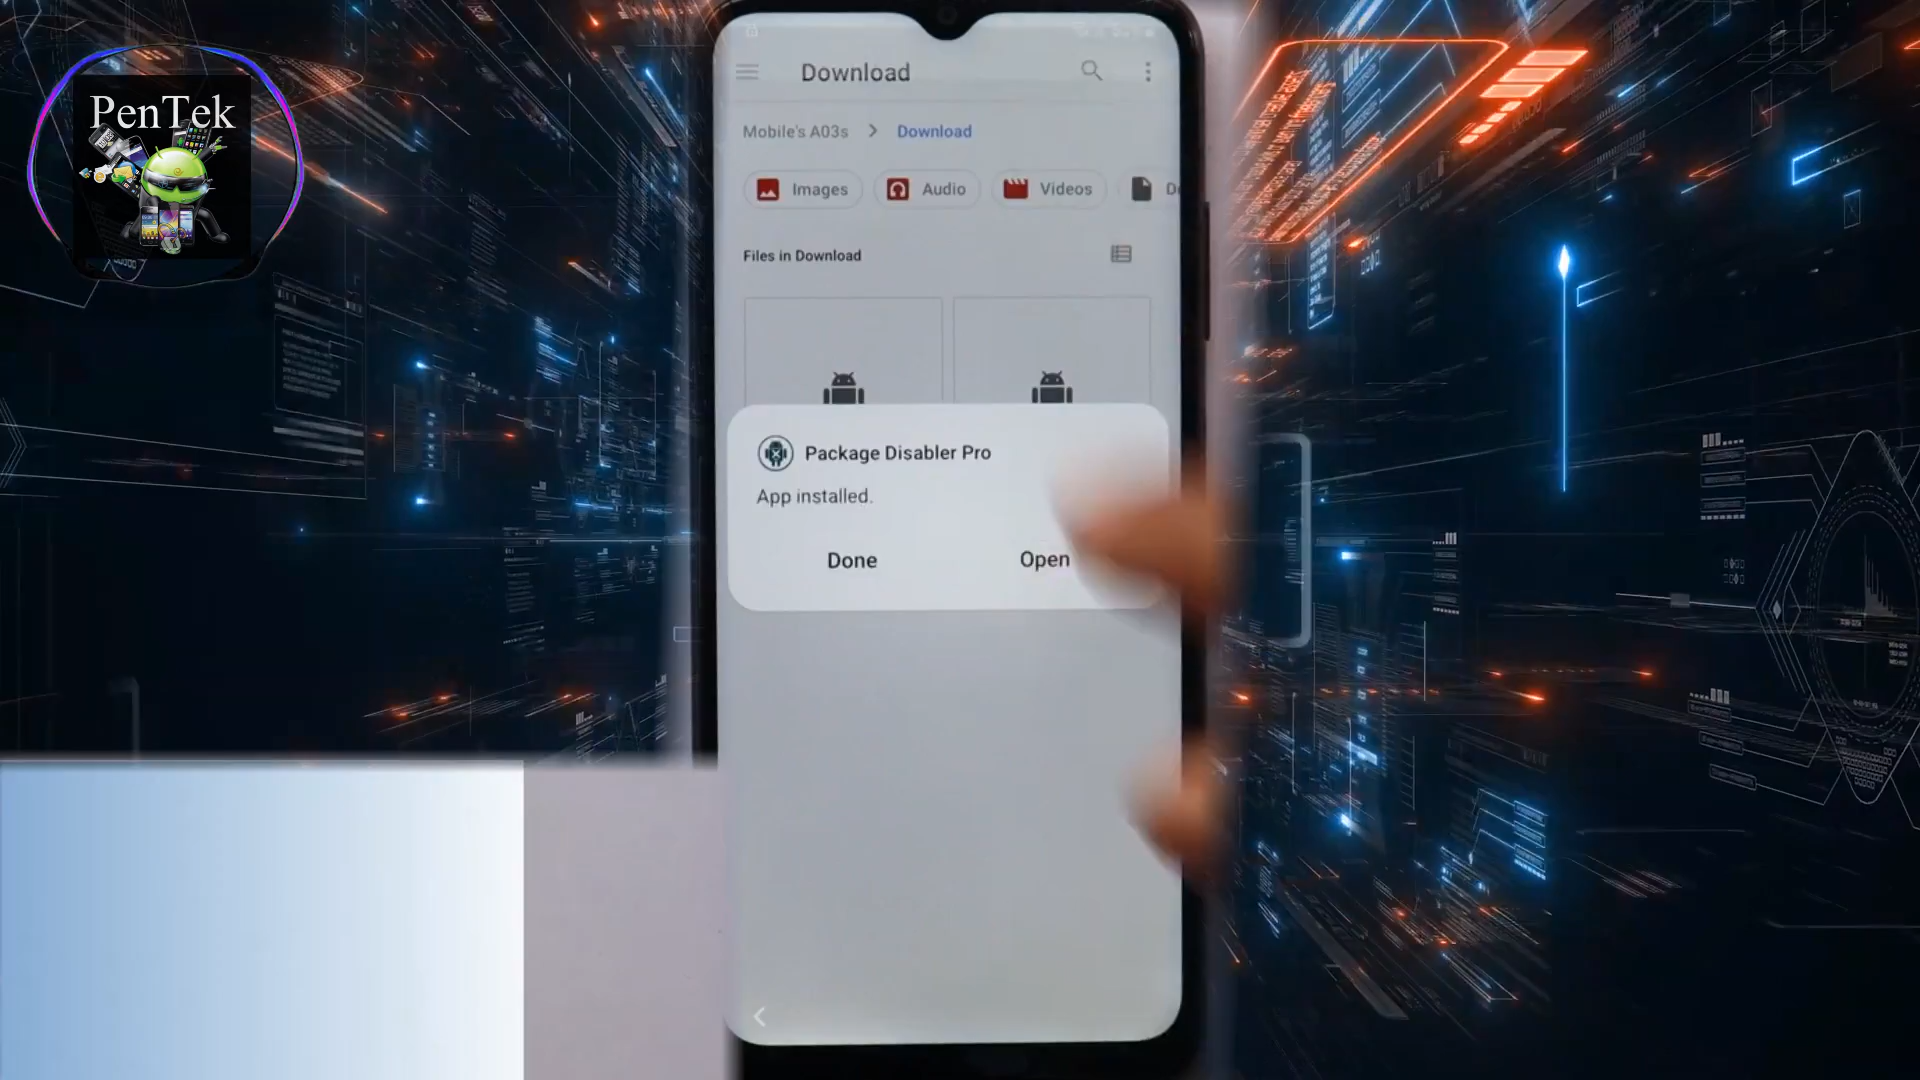 PenTek
Download
Mobile's A03s > Download
Images
Audio
Videos
Files in Download
Package Disabler Pro
App installed.
Done
Open